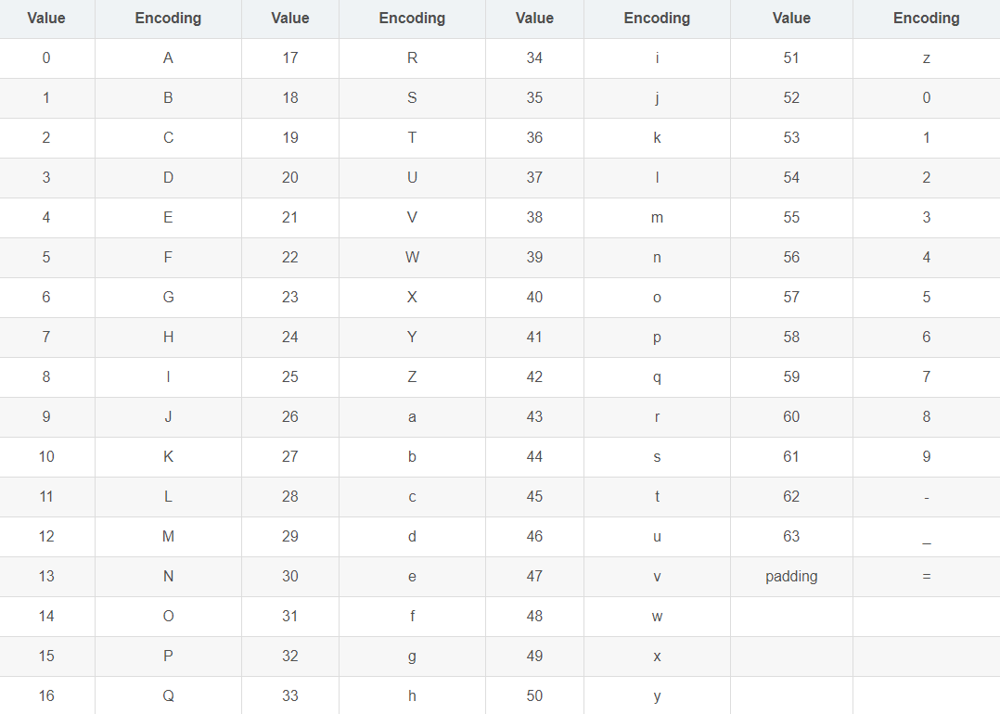 Value Encoding Value Encoding Value Encoding Value Encoding
0 A 17 R 34 i 51 z
1 B 18 S 35 j 52 0
2 C 19 T 36 k 53 1
3 D 20 U 37 l 54 2
4 E 21 V 38 m 55 3
5 F 22 W 39 n 56 4
6 G 23 X 40 o 57 5
7 H 24 Y 41 p 58 6
8 I 25 Z 42 q 59 7
9 J 26 a 43 r 60 8
10 K 27 b 44 s 61 9
11 L 28 c 45 t 62 -
12 M 29 d 46 u 63 _
13 N 30 e 47 v padding =
14 O 31 f 48 w
15 P 32 g 49 x
16 Q 33 h 50 y